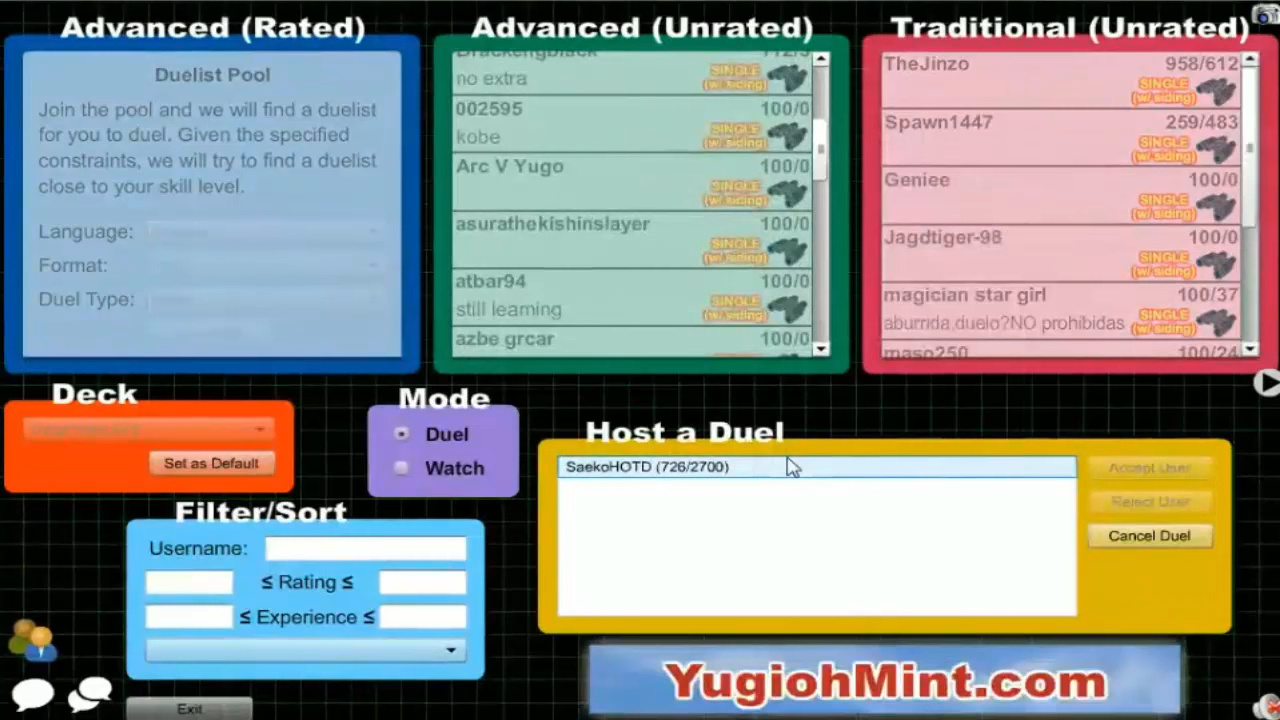 Advanced (Rated)
Duelist Pool
Join the pool and we will find a duelist
for you to duel. Given the specified
constraints, we will try to find a duelist
close to your skill level.
Language:
Format:
Duel Type:
Advanced (Unrated)
no extra
SINGLE
(w/ siding)
002595 100/0
kobe
SINGLE
(w/ siding)
Arc V Yugo 100/0
SINGLE
(w/ siding)
asurathekishinslayer 100/0
SINGLE
(w/ siding)
atbar94 100/0
still learning
SINGLE
(w/ siding)
azbe grcar 100/0
Traditional (Unrated)
TheJinzo 958/612
SINGLE
(w/ siding)
Spawn1447 259/483
SINGLE
(w/ siding)
Geniee 100/0
SINGLE
(w/ siding)
Jagdtiger-98 100/0
SINGLE
(w/ siding)
magician star girl 100/37
aburrida,duelo?NO prohibidas
SINGLE
(w/ siding)
maso250 100/24
Deck
Set as Default
Mode
Duel
Watch
Filter/Sort
Username:
≤ Rating ≤
≤ Experience ≤
Host a Duel
SaekoHOTD (726/2700)
Accept User
Reject User
Cancel Duel
YugiohMint.com
Exit